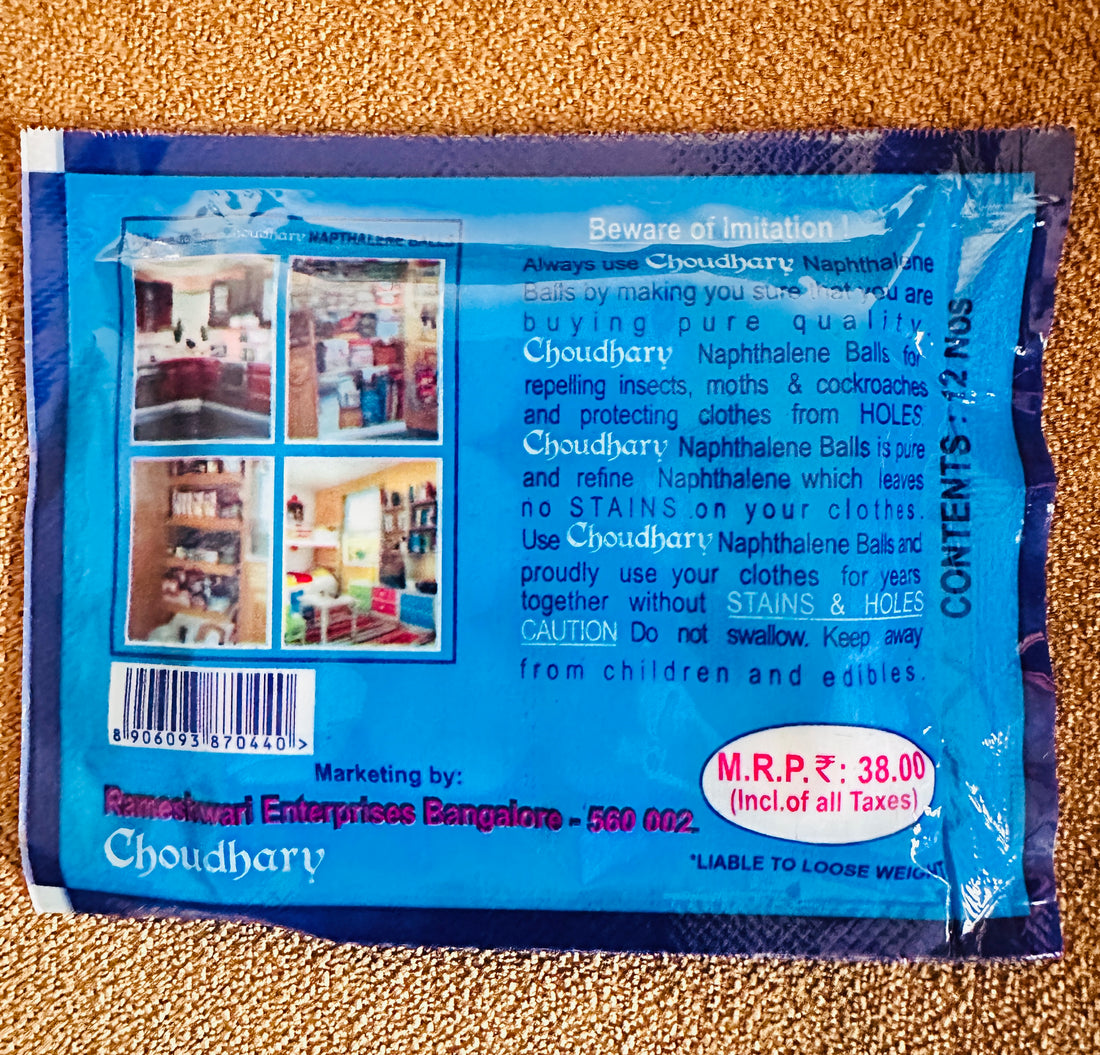 Choudhary NAPTHALENE BALLS
8 906093 870440 >
Marketing by:
Rameshwari Enterprises Bangalore - 560 002.
Choudhary
Beware of Imitation !
Always use Choudhary Naphthalene
Balls by making you sure that you are
buying pure quality.
Choudhary Naphthalene Balls for
repelling insects, moths & cockroaches
and protecting clothes from HOLES
Choudhary Naphthalene Balls is pure
and refine Naphthalene which leaves
no STAINS .on your clothes.
Use Choudhary Naphthalene Balls and
proudly use your clothes for years
together without STAINS & HOLES
CAUTION Do not swallow. Keep away
from children and edibles.
M.R.P.₹: 38.00
(Incl.of all Taxes)
*LIABLE TO LOOSE WEIGHT
CONTENTS : 12 Nos